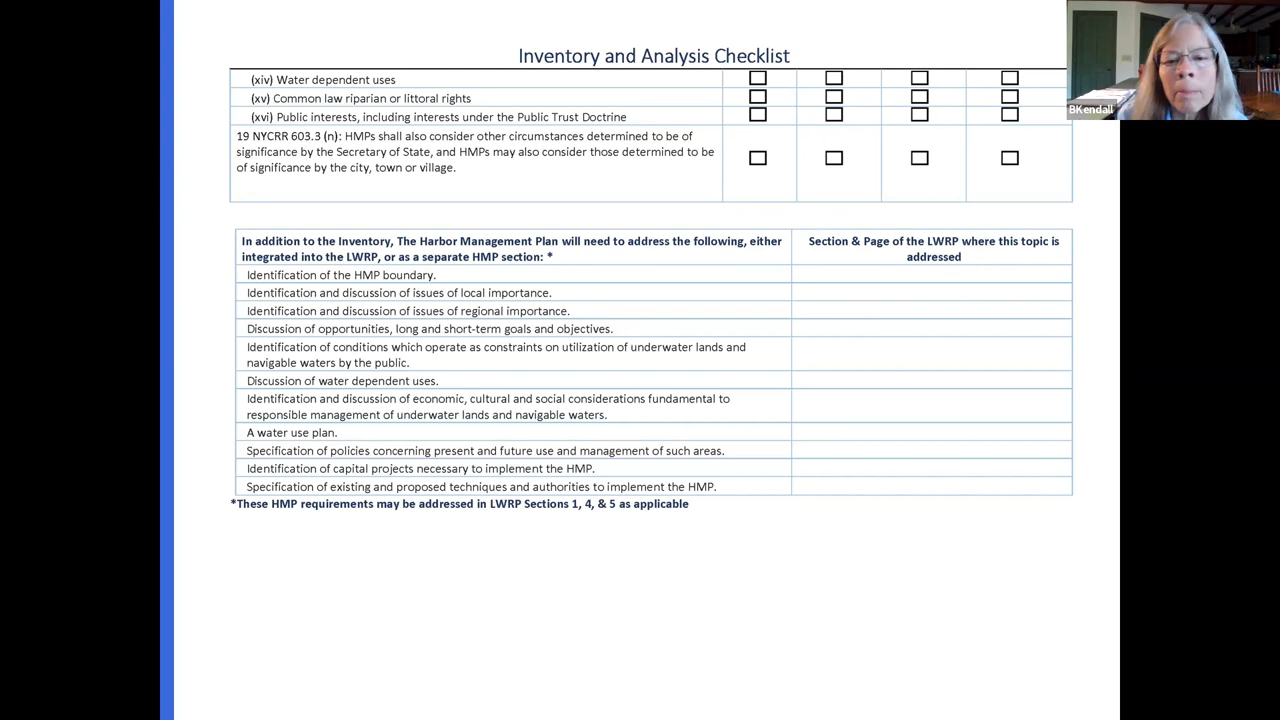 Inventory and Analysis Checklist
(xiv) Water dependent uses
(xv) Common law riparian or littoral rights
(xvi) Public interests, including interests under the Public Trust Doctrine
19 NYCRR 603.3 (n): HMPs shall also consider other circumstances determined to be of
significance by the Secretary of State, and HMPs may also consider those determined to be
of significance by the city, town or village.
In addition to the Inventory, The Harbor Management Plan will need to address the following, either
integrated into the LWRP, or as a separate HMP section: *
Section & Page of the LWRP where this topic is
addressed
Identification of the HMP boundary.
Identification and discussion of issues of local importance.
Identification and discussion of issues of regional importance.
Discussion of opportunities, long and short-term goals and objectives.
Identification of conditions which operate as constraints on utilization of underwater lands and
navigable waters by the public.
Discussion of water dependent uses.
Identification and discussion of economic, cultural and social considerations fundamental to
responsible management of underwater lands and navigable waters.
A water use plan.
Specification of policies concerning present and future use and management of such areas.
Identification of capital projects necessary to implement the HMP.
Specification of existing and proposed techniques and authorities to implement the HMP.
*These HMP requirements may be addressed in LWRP Sections 1, 4, & 5 as applicable
BKendall